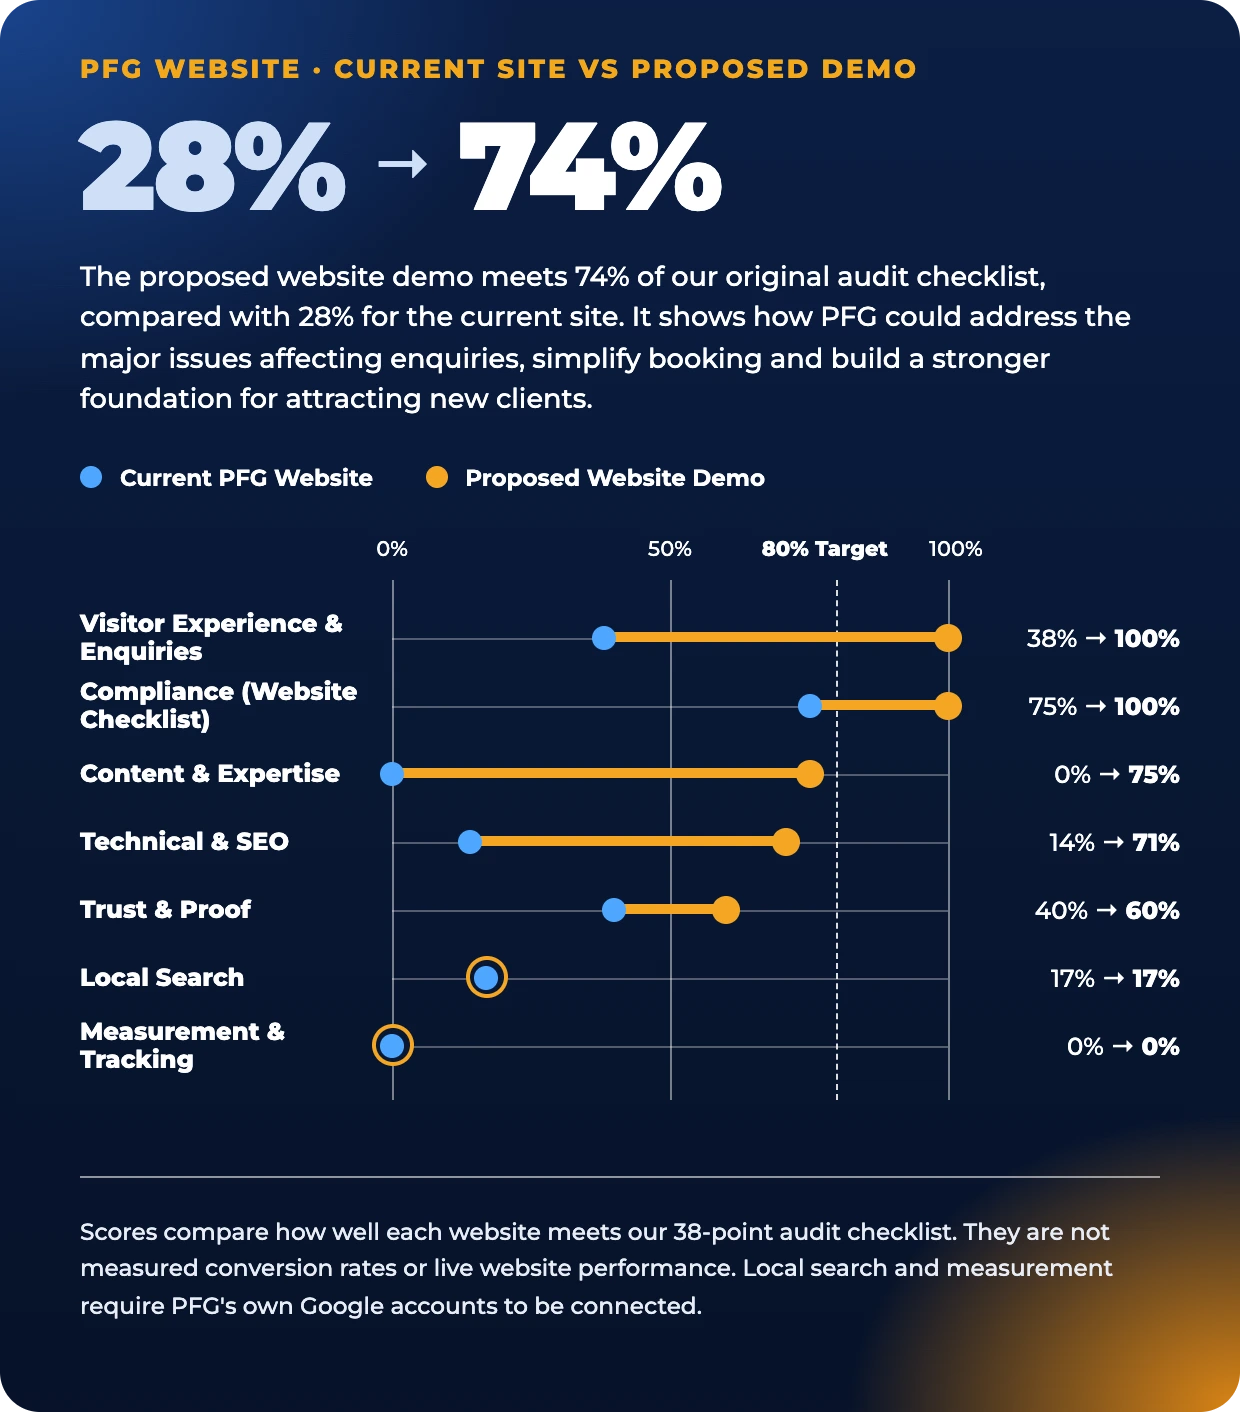 PFG WEBSITE · CURRENT SITE VS PROPOSED DEMO
28% → 74%
The proposed website demo meets 74% of our original audit checklist,
compared with 28% for the current site. It shows how PFG could address the
major issues affecting enquiries, simplify booking and build a stronger
foundation for attracting new clients.
Current PFG Website
Proposed Website Demo
0%
50%
80% Target
100%
Visitor Experience &
Enquiries
38% → 100%
Compliance (Website
Checklist)
75% → 100%
Content & Expertise
0% → 75%
Technical & SEO
14% → 71%
Trust & Proof
40% → 60%
Local Search
17% → 17%
Measurement &
Tracking
0% → 0%
Scores compare how well each website meets our 38-point audit checklist. They are not
measured conversion rates or live website performance. Local search and measurement
require PFG's own Google accounts to be connected.